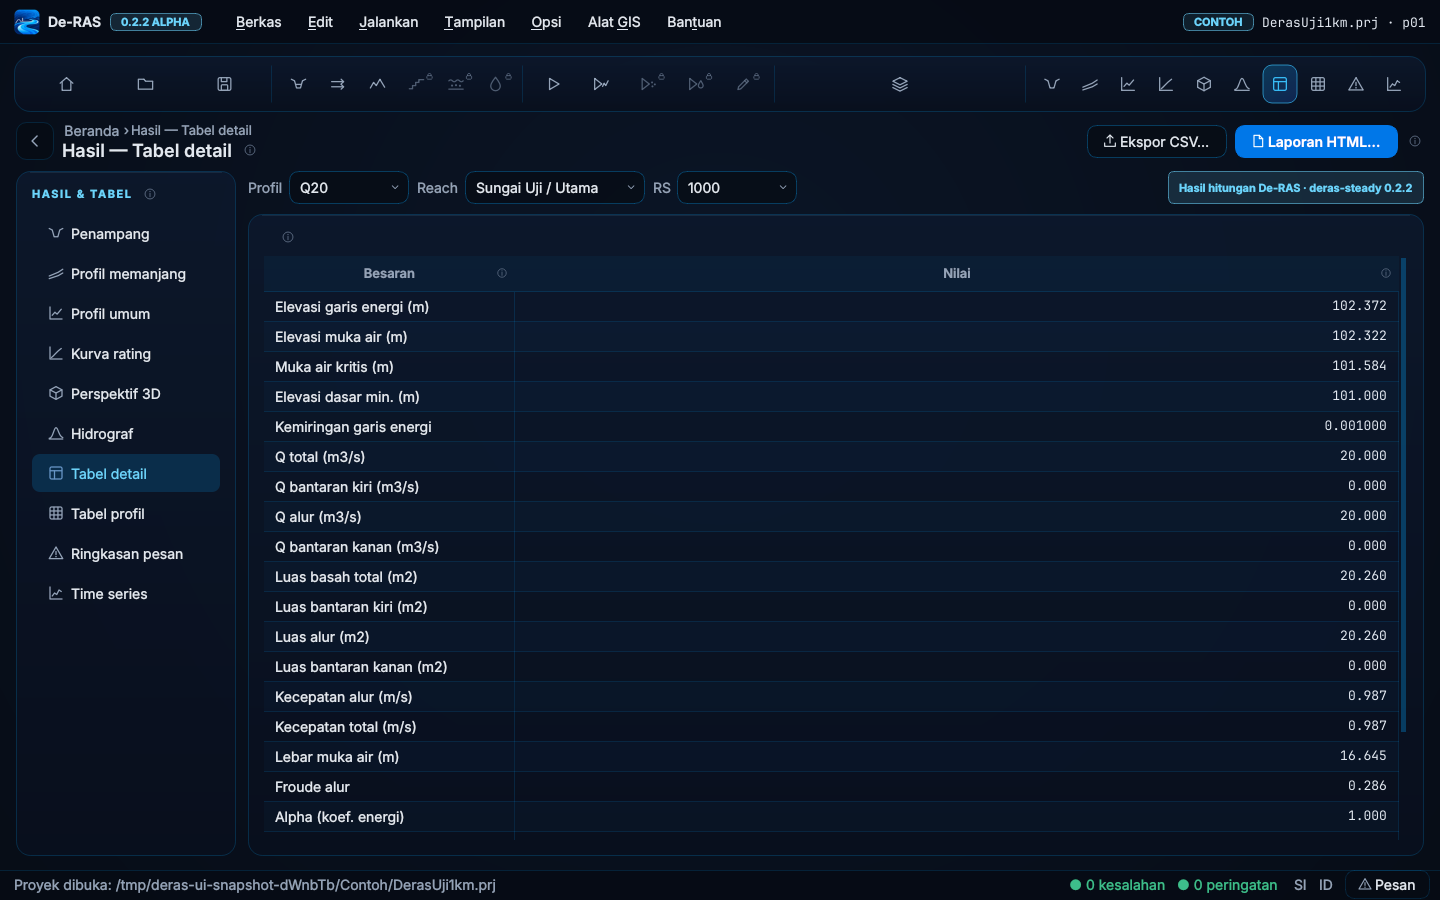 De-RAS 0.2.2 ALPHA Berkas Edit Jalankan Tampilan Opsi Alat GIS Bantuan CONTOH DerasUji1km.prj · p01
Beranda › Hasil — Tabel detail
Hasil — Tabel detail
Ekspor CSV...
Laporan HTML...
HASIL & TABEL
Penampang
Profil memanjang
Profil umum
Kurva rating
Perspektif 3D
Hidrograf
Tabel detail
Tabel profil
Ringkasan pesan
Time series
Profil Q20 Reach Sungai Uji / Utama RS 1000
Hasil hitungan De-RAS · deras-steady 0.2.2
Besaran Nilai
Elevasi garis energi (m) 102.372
Elevasi muka air (m) 102.322
Muka air kritis (m) 101.584
Elevasi dasar min. (m) 101.000
Kemiringan garis energi 0.001000
Q total (m3/s) 20.000
Q bantaran kiri (m3/s) 0.000
Q alur (m3/s) 20.000
Q bantaran kanan (m3/s) 0.000
Luas basah total (m2) 20.260
Luas bantaran kiri (m2) 0.000
Luas alur (m2) 20.260
Luas bantaran kanan (m2) 0.000
Kecepatan alur (m/s) 0.987
Kecepatan total (m/s) 0.987
Lebar muka air (m) 16.645
Froude alur 0.286
Alpha (koef. energi) 1.000
Proyek dibuka: /tmp/deras-ui-snapshot-dWnbTb/Contoh/DerasUji1km.prj
0 kesalahan 0 peringatan SI ID Pesan